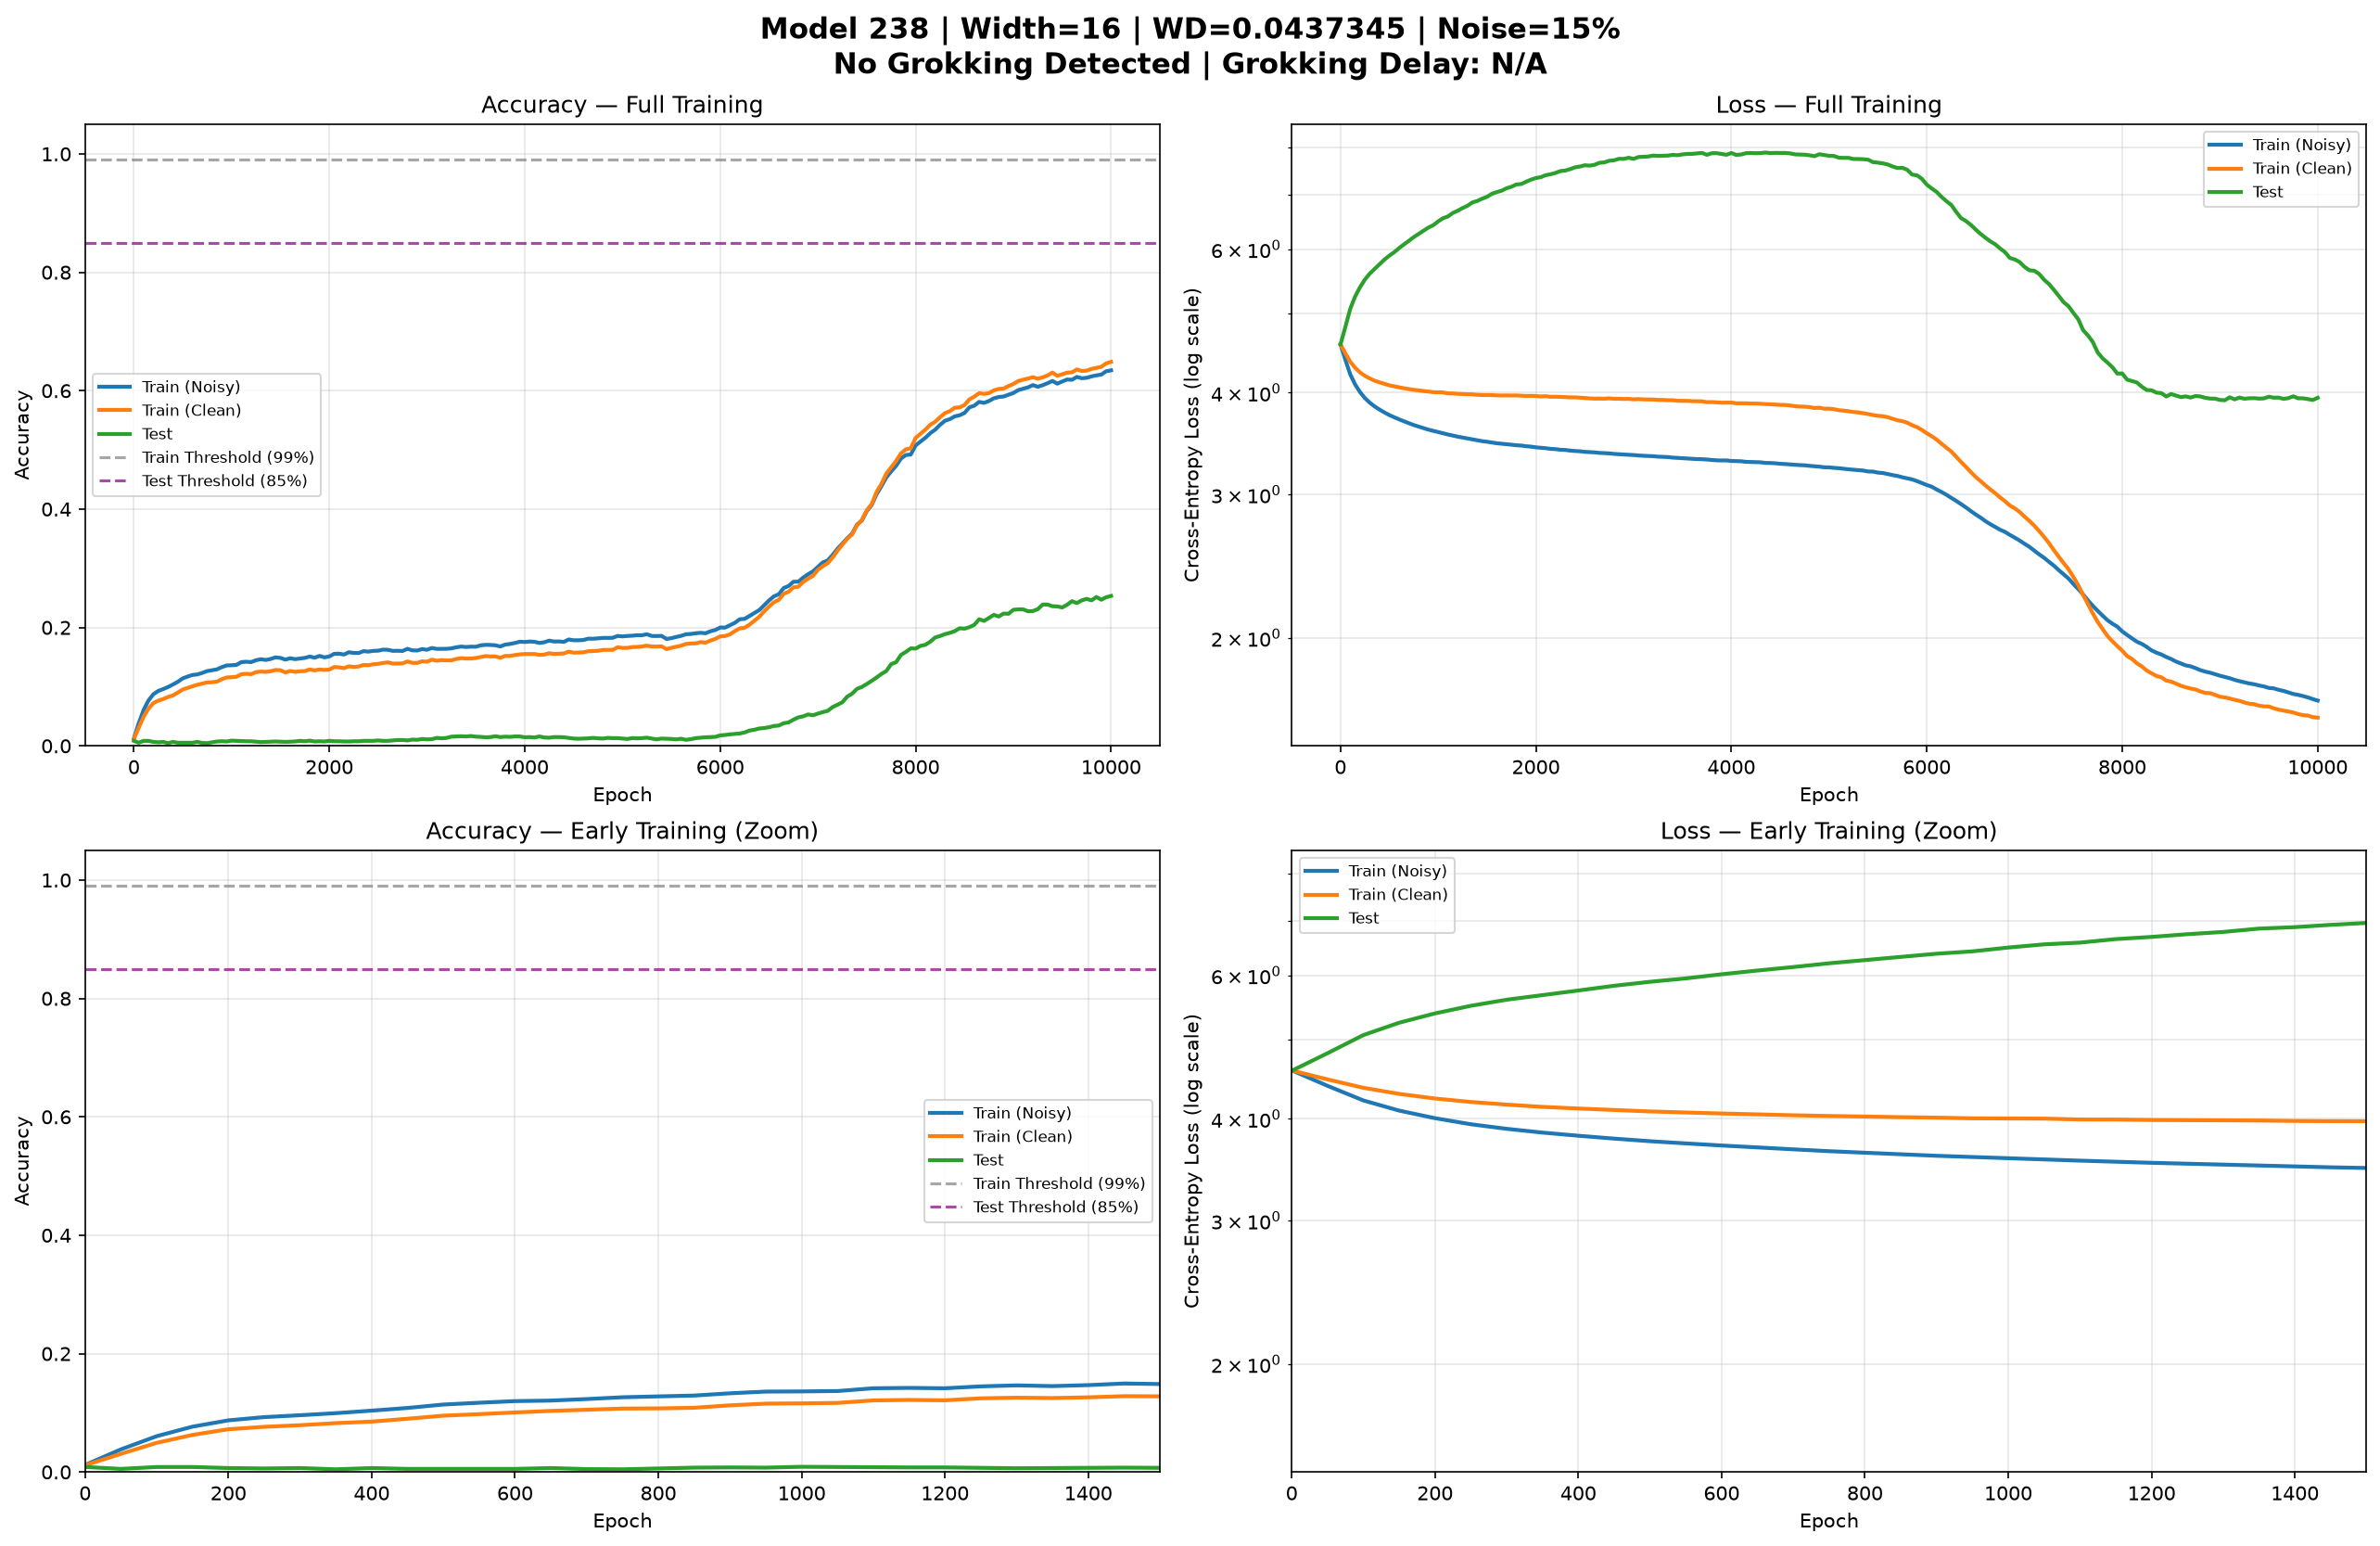 Model 238 | Width=16 | WD=0.0437345 | Noise=15%
No Grokking Detected | Grokking Delay: N/A
Accuracy — Full Training
Accuracy
1.0
0.8
0.6
0.4
0.2
0.0
Train (Noisy)
Train (Clean)
Test
Train Threshold (99%)
Test Threshold (85%)
0 2000 4000 6000 8000 10000
Epoch
Loss — Full Training
Cross-Entropy Loss (log scale)
6 × 10⁰
4 × 10⁰
3 × 10⁰
2 × 10⁰
Train (Noisy)
Train (Clean)
Test
0 2000 4000 6000 8000 10000
Epoch
Accuracy — Early Training (Zoom)
Accuracy
1.0
0.8
0.6
0.4
0.2
0.0
Train (Noisy)
Train (Clean)
Test
Train Threshold (99%)
Test Threshold (85%)
0 200 400 600 800 1000 1200 1400
Epoch
Loss — Early Training (Zoom)
Cross-Entropy Loss (log scale)
6 × 10⁰
4 × 10⁰
3 × 10⁰
2 × 10⁰
Train (Noisy)
Train (Clean)
Test
0 200 400 600 800 1000 1200 1400
Epoch